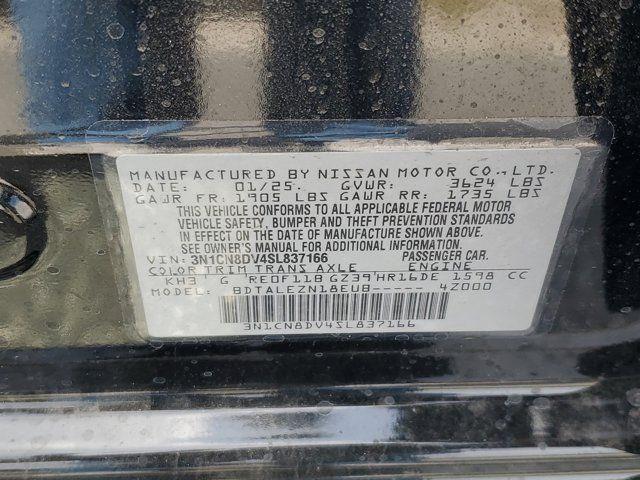 MANUFACTURED BY NISSAN MOTOR CO., LTD.
DATE: 01/25. GVWR: 3624 LBS
GAWR FR: 1905 LBS GAWR RR: 1735 LBS
THIS VEHICLE CONFORMS TO ALL APPLICABLE FEDERAL MOTOR
VEHICLE SAFETY, BUMPER AND THEFT PREVENTION STANDARDS
IN EFFECT ON THE DATE OF MANUFACTURE SHOWN ABOVE.
SEE OWNER'S MANUAL FOR ADDITIONAL INFORMATION.
VIN: 3N1CN8DV4SL837166 PASSENGER CAR.
COLOR TRIM TRANS AXLE ENGINE
KH3 G RE0F11B GZ39 HR16DE 1598 CC
MODEL: BDTALEZN18EUB----- 4Z000
3N1CN8DV4SL837166